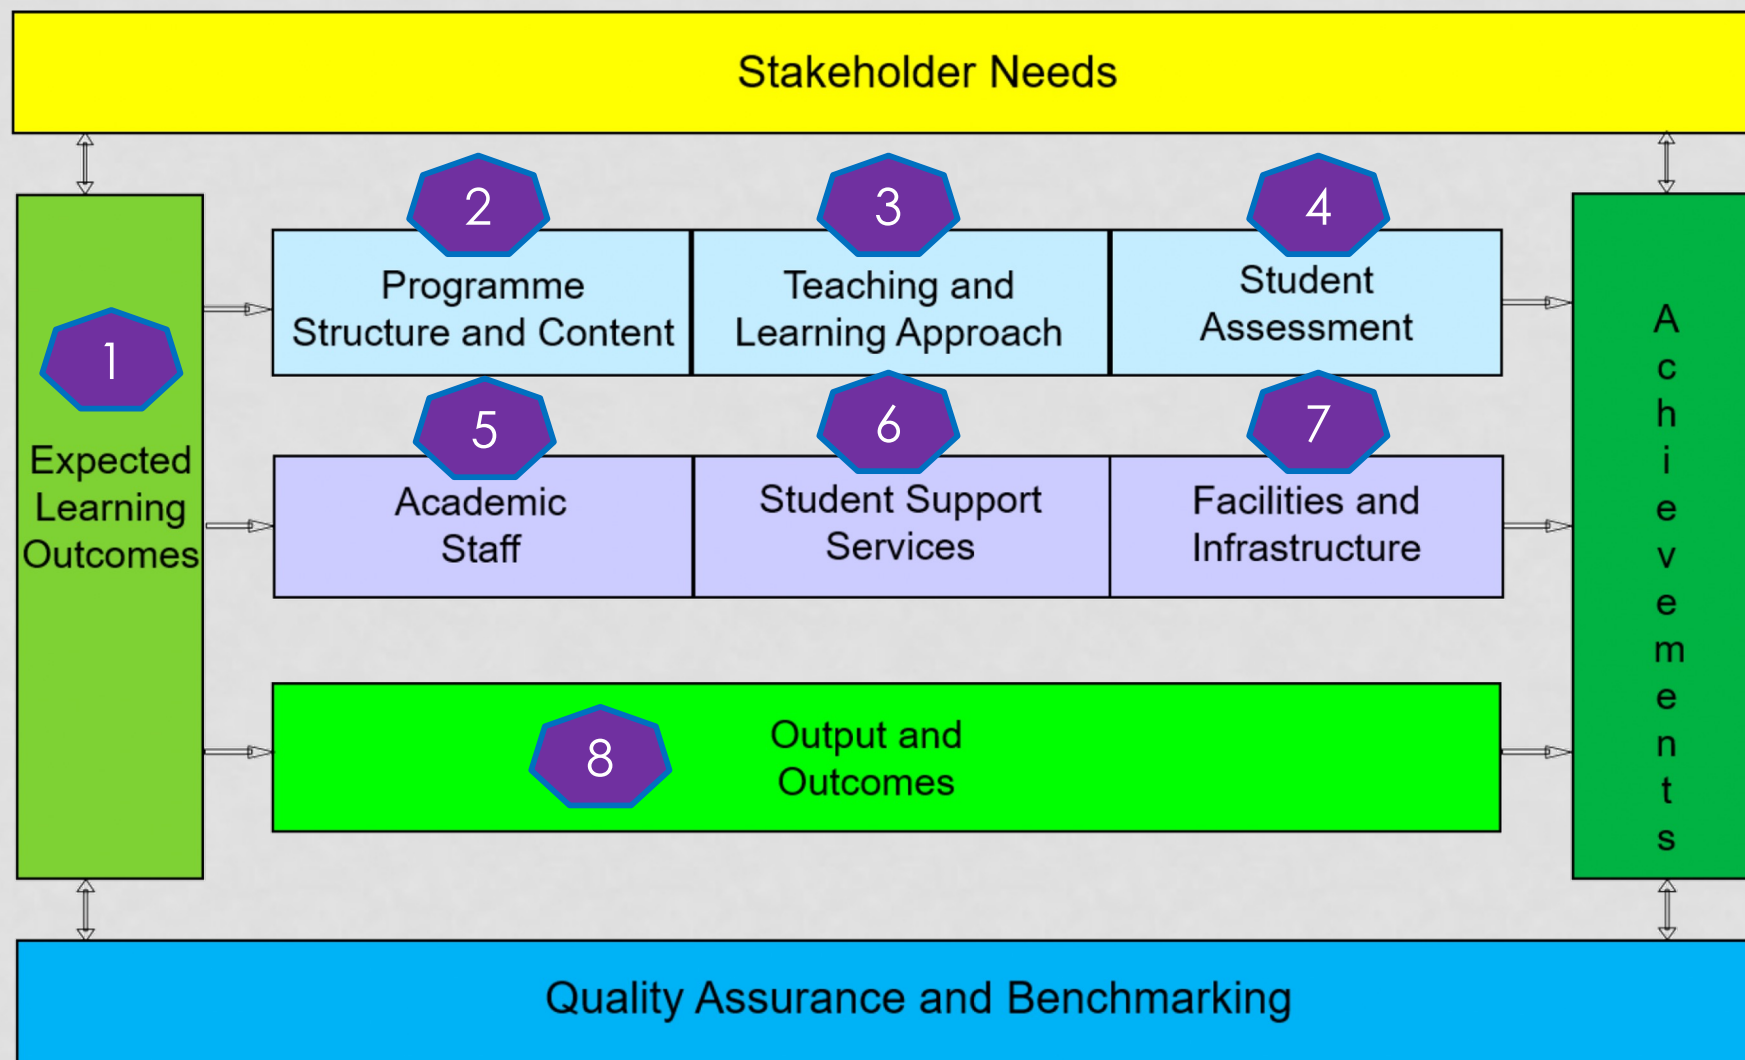 Stakeholder Needs
1
Expected
Learning
Outcomes
2
Programme
Structure and Content
3
Teaching and
Learning Approach
4
Student
Assessment
5
Academic
Staff
6
Student Support
Services
7
Facilities and
Infrastructure
8
Output and
Outcomes
A
c
h
i
e
v
e
m
e
n
t
s
Quality Assurance and Benchmarking